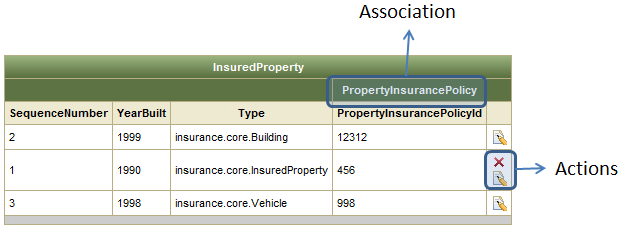 Association
InsuredProperty
PropertyInsurancePolicy
SequenceNumber YearBuilt Type PropertyInsurancePolicyId
2 1999 insurance.core.Building 12312
1 1990 insurance.core.InsuredProperty 456
Actions
3 1998 insurance.core.Vehicle 998